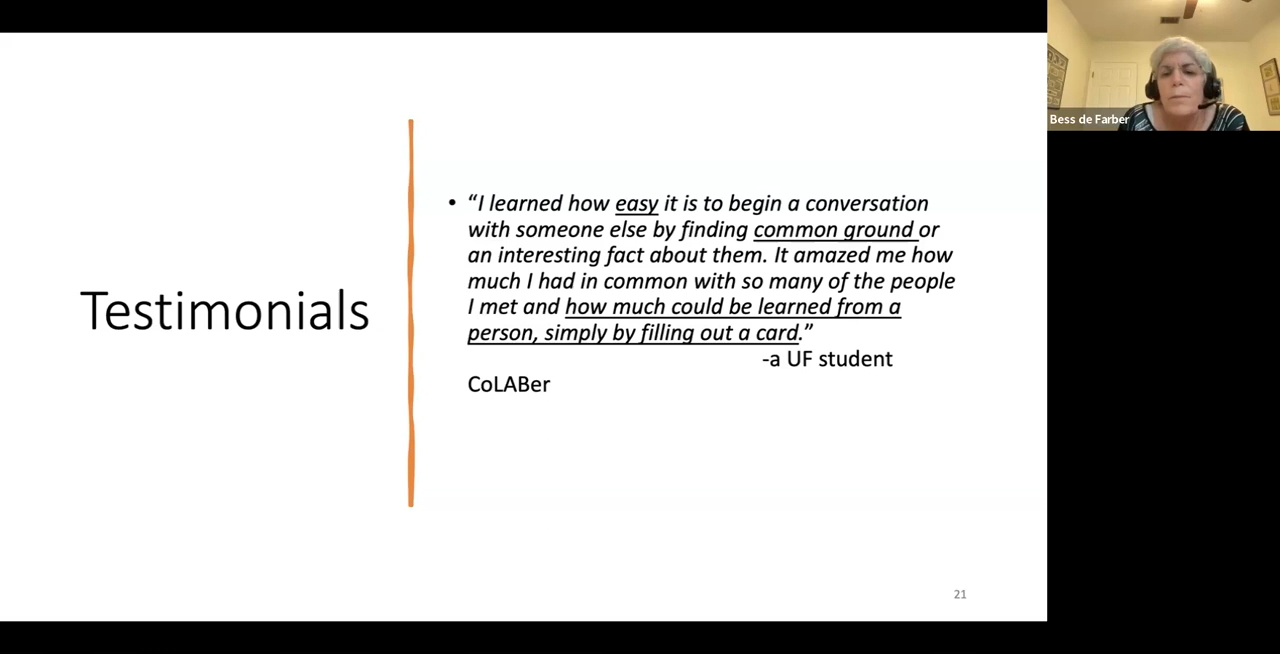 Testimonials
• “I learned how easy it is to begin a conversation
with someone else by finding common ground or
an interesting fact about them. It amazed me how
much I had in common with so many of the people
I met and how much could be learned from a
person, simply by filling out a card.”
-a UF student
CoLABer
21
Bess de Farber